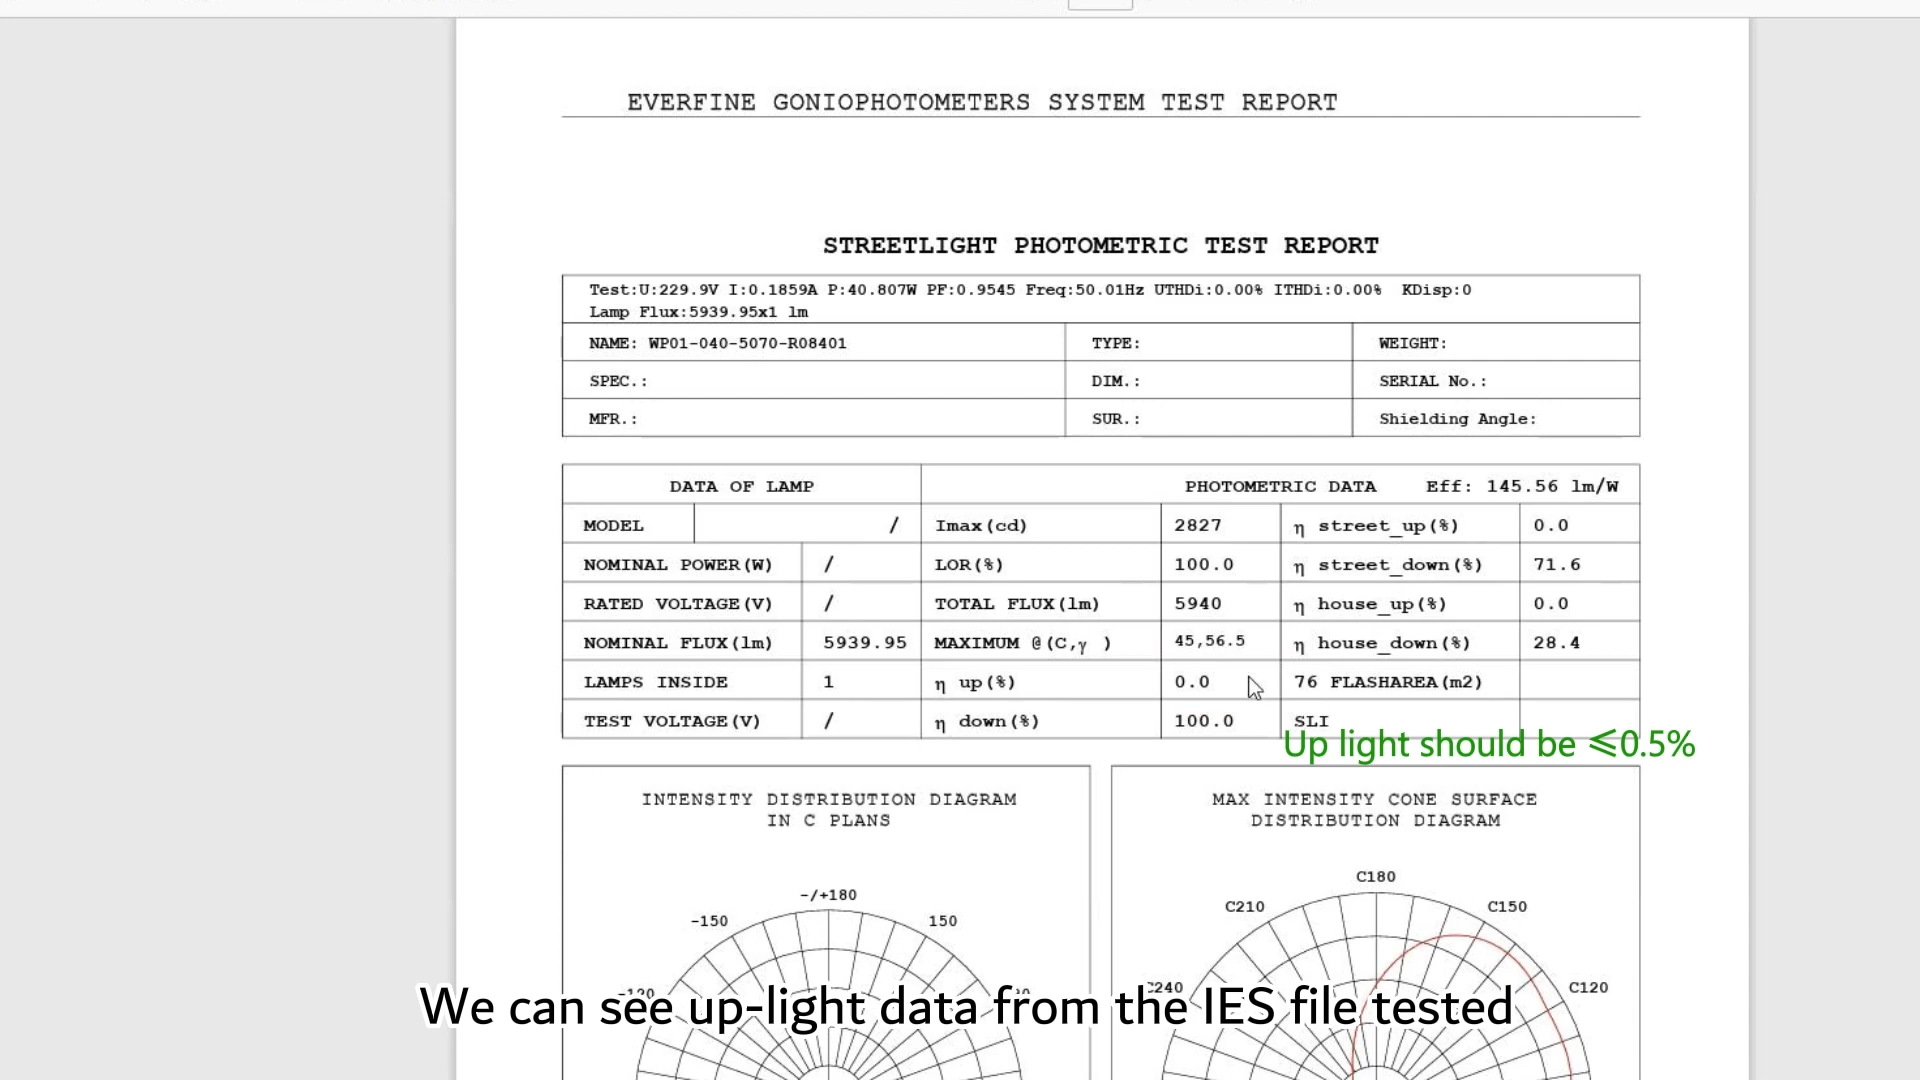 EVERFINE GONIOPHOTOMETERS SYSTEM TEST REPORT
STREETLIGHT PHOTOMETRIC TEST REPORT
Test:U:229.9V I:0.1859A P:40.807W PF:0.9545 Freq:50.01Hz UTHDi:0.00% ITHDi:0.00% KDisp:0
Lamp Flux:5939.95x1 lm
NAME: WP01-040-5070-R08401 TYPE: WEIGHT:
SPEC.: DIM.: SERIAL No.:
MFR.: SUR.: Shielding Angle:
DATA OF LAMP PHOTOMETRIC DATA Eff: 145.56 lm/W
MODEL / Imax(cd) 2827 η street_up(%) 0.0
NOMINAL POWER(W) / LOR(%) 100.0 η street_down(%) 71.6
RATED VOLTAGE(V) / TOTAL FLUX(lm) 5940 η house_up(%) 0.0
NOMINAL FLUX(lm) 5939.95 MAXIMUM @(C,γ ) 45,56.5 η house_down(%) 28.4
LAMPS INSIDE 1 η up(%) 0.0 76 FLASHAREA(m2)
TEST VOLTAGE(V) / η down(%) 100.0 SLI
Up light should be ⩽0.5%
INTENSITY DISTRIBUTION DIAGRAM
IN C PLANS
MAX INTENSITY CONE SURFACE
DISTRIBUTION DIAGRAM
-/+180
-150 150
C180
C210 C150
C240 C120
We can see up-light data from the IES file tested